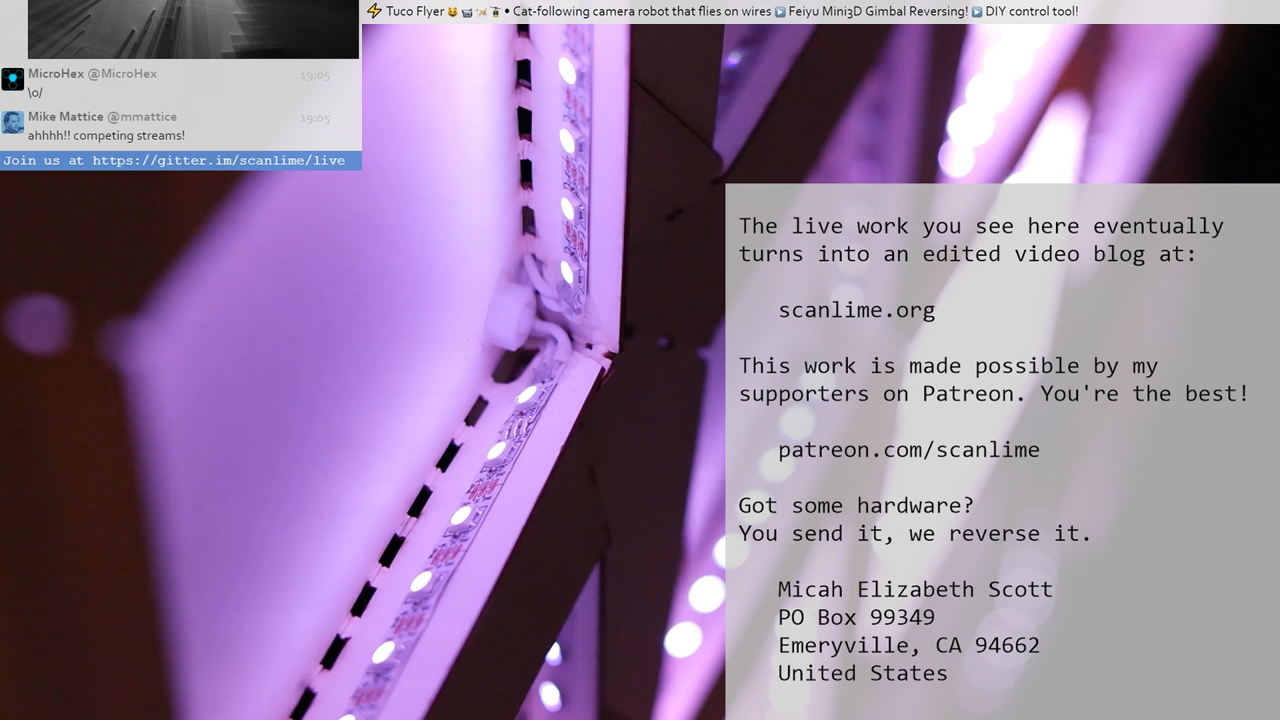 Tuco Flyer 😺 📹 🚁 • Cat-following camera robot that flies on wires ▶ Feiyu Mini3D Gimbal Reversing! ▶ DIY control tool!
MicroHex @MicroHex 19:05
\o/
Mike Mattice @mmattice 19:05
ahhhh!! competing streams!
Join us at https://gitter.im/scanlime/live
The live work you see here eventually
turns into an edited video blog at:
scanlime.org
This work is made possible by my
supporters on Patreon. You're the best!
patreon.com/scanlime
Got some hardware?
You send it, we reverse it.
Micah Elizabeth Scott
PO Box 99349
Emeryville, CA 94662
United States